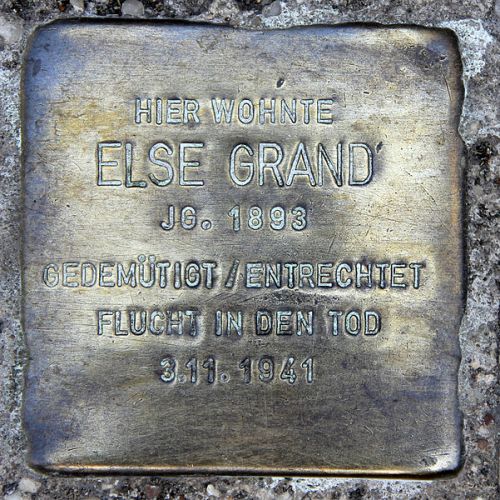 HIER WOHNTE
ELSE GRAND
JG. 1893
GEDEMÜTIGT / ENTRECHTET
FLUCHT IN DEN TOD
3.11. 1941